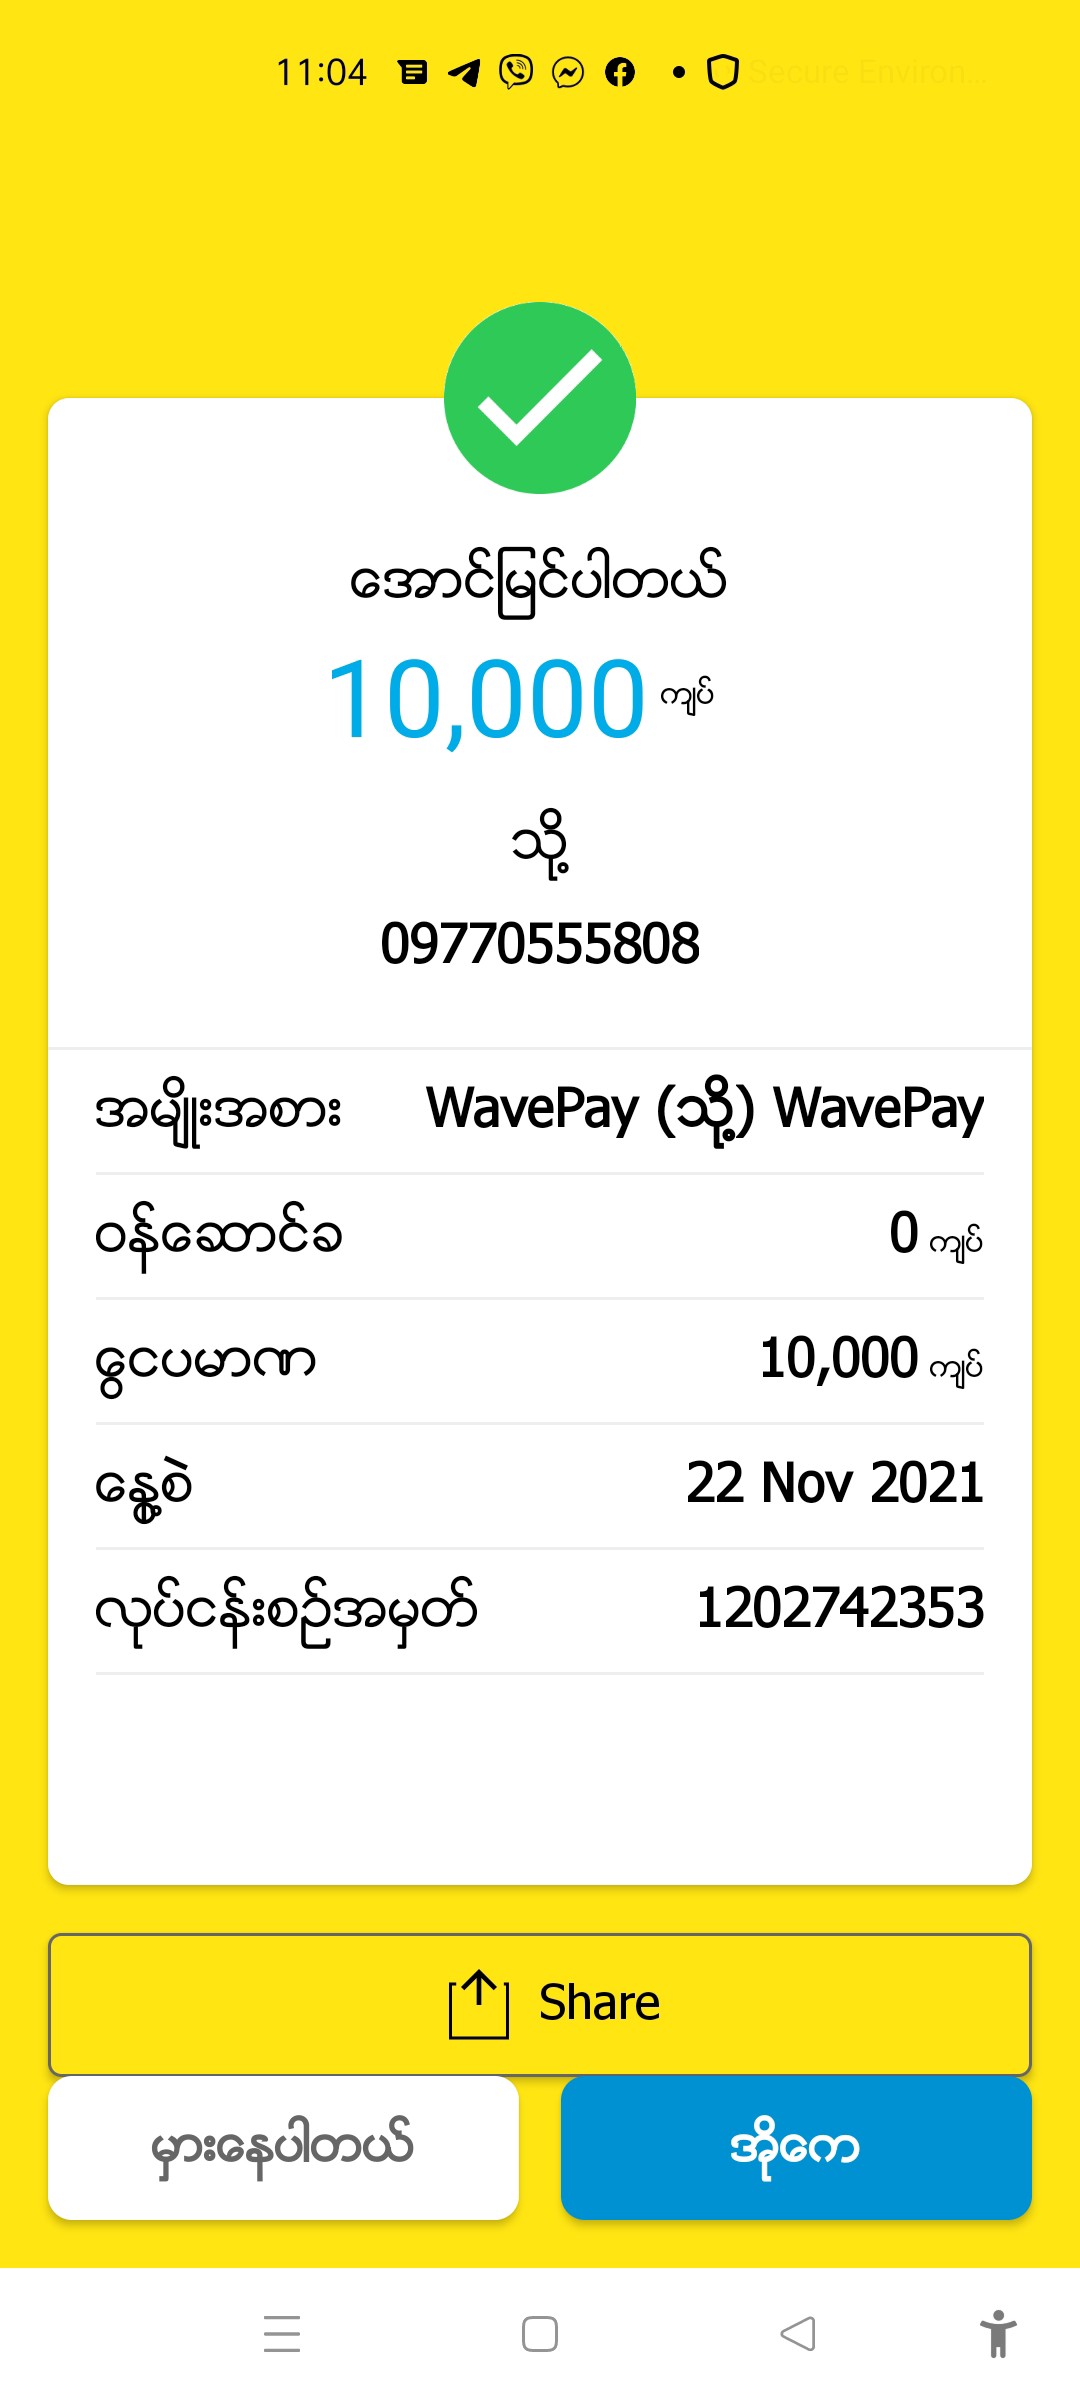 11:04 Secure Environ...
အောင်မြင်ပါတယ်
10,000 ကျပ်
သို့
09770555808
အမျိုးအစား WavePay (သို့) WavePay
ဝန်ဆောင်ခ 0 ကျပ်
ငွေပမာဏ 10,000 ကျပ်
နေ့စွဲ 22 Nov 2021
လုပ်ငန်းစဉ်အမှတ် 1202742353
Share
မှားနေပါတယ် အိုကေ